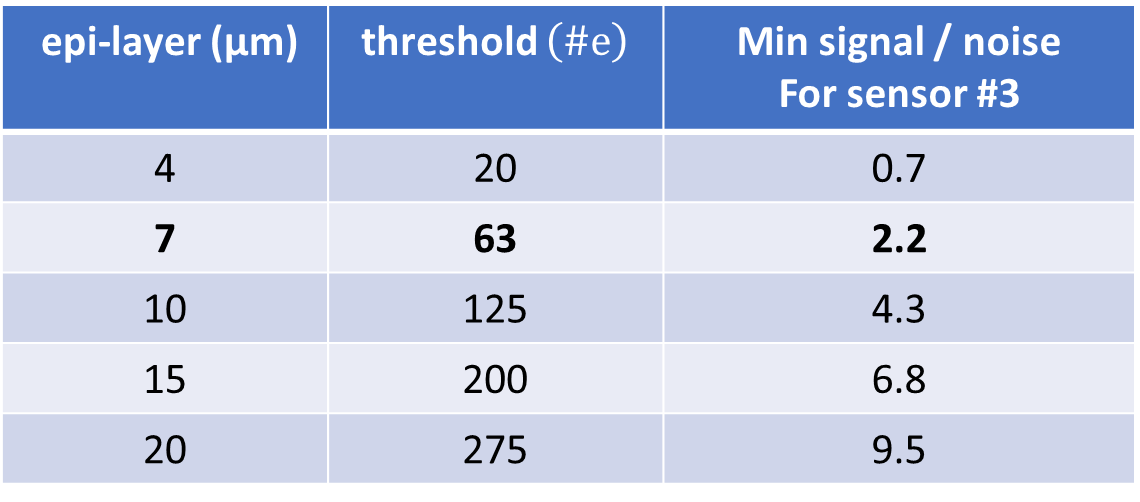 epi-layer (μm) threshold (#e) Min signal / noise
For sensor #3
4 20 0.7
7 63 2.2
10 125 4.3
15 200 6.8
20 275 9.5